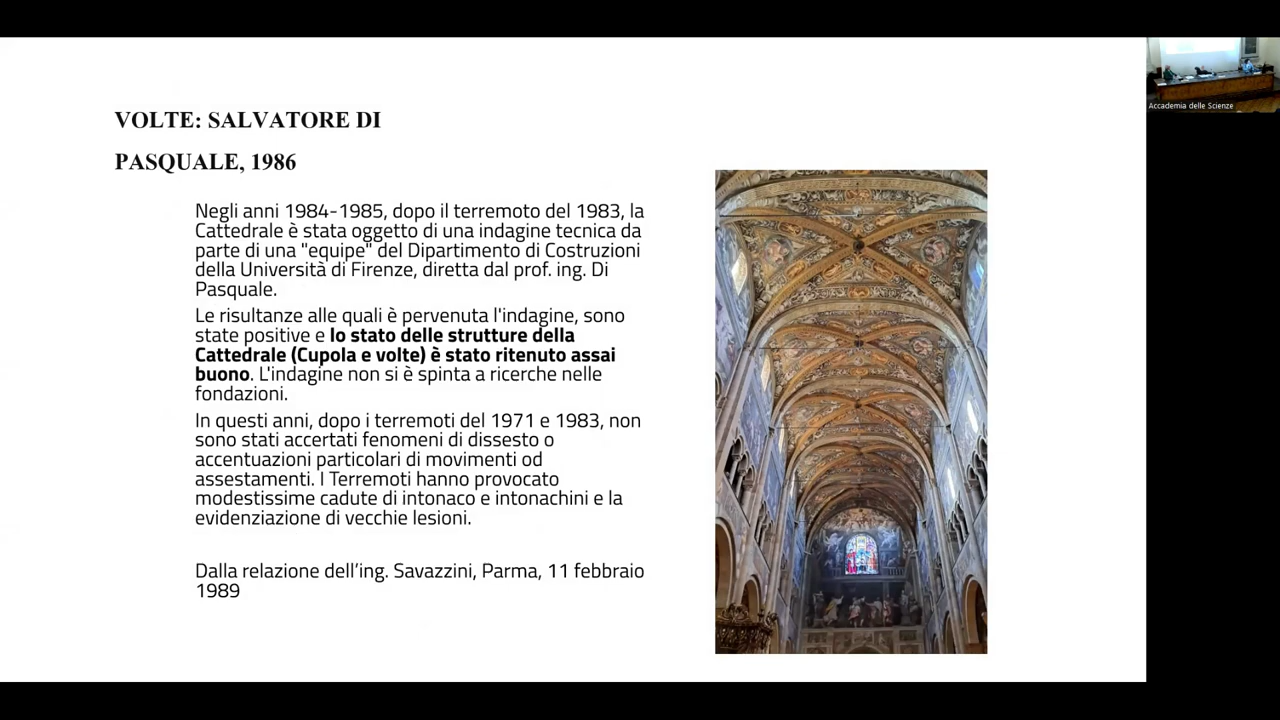 VOLTE: SALVATORE DI
PASQUALE, 1986
Negli anni 1984-1985, dopo il terremoto del 1983, la
Cattedrale è stata oggetto di una indagine tecnica da
parte di una "equipe" del Dipartimento di Costruzioni
della Università di Firenze, diretta dal prof. ing. Di
Pasquale.
Le risultanze alle quali è pervenuta l'indagine, sono
state positive e lo stato delle strutture della
Cattedrale (Cupola e volte) è stato ritenuto assai
buono. L'indagine non si è spinta a ricerche nelle
fondazioni.
In questi anni, dopo i terremoti del 1971 e 1983, non
sono stati accertati fenomeni di dissesto o
accentuazioni particolari di movimenti od
assestamenti. I Terremoti hanno provocato
modestissime cadute di intonaco e intonachini e la
evidenziazione di vecchie lesioni.
Dalla relazione dell’ing. Savazzini, Parma, 11 febbraio
1989
Accademia delle Scienze